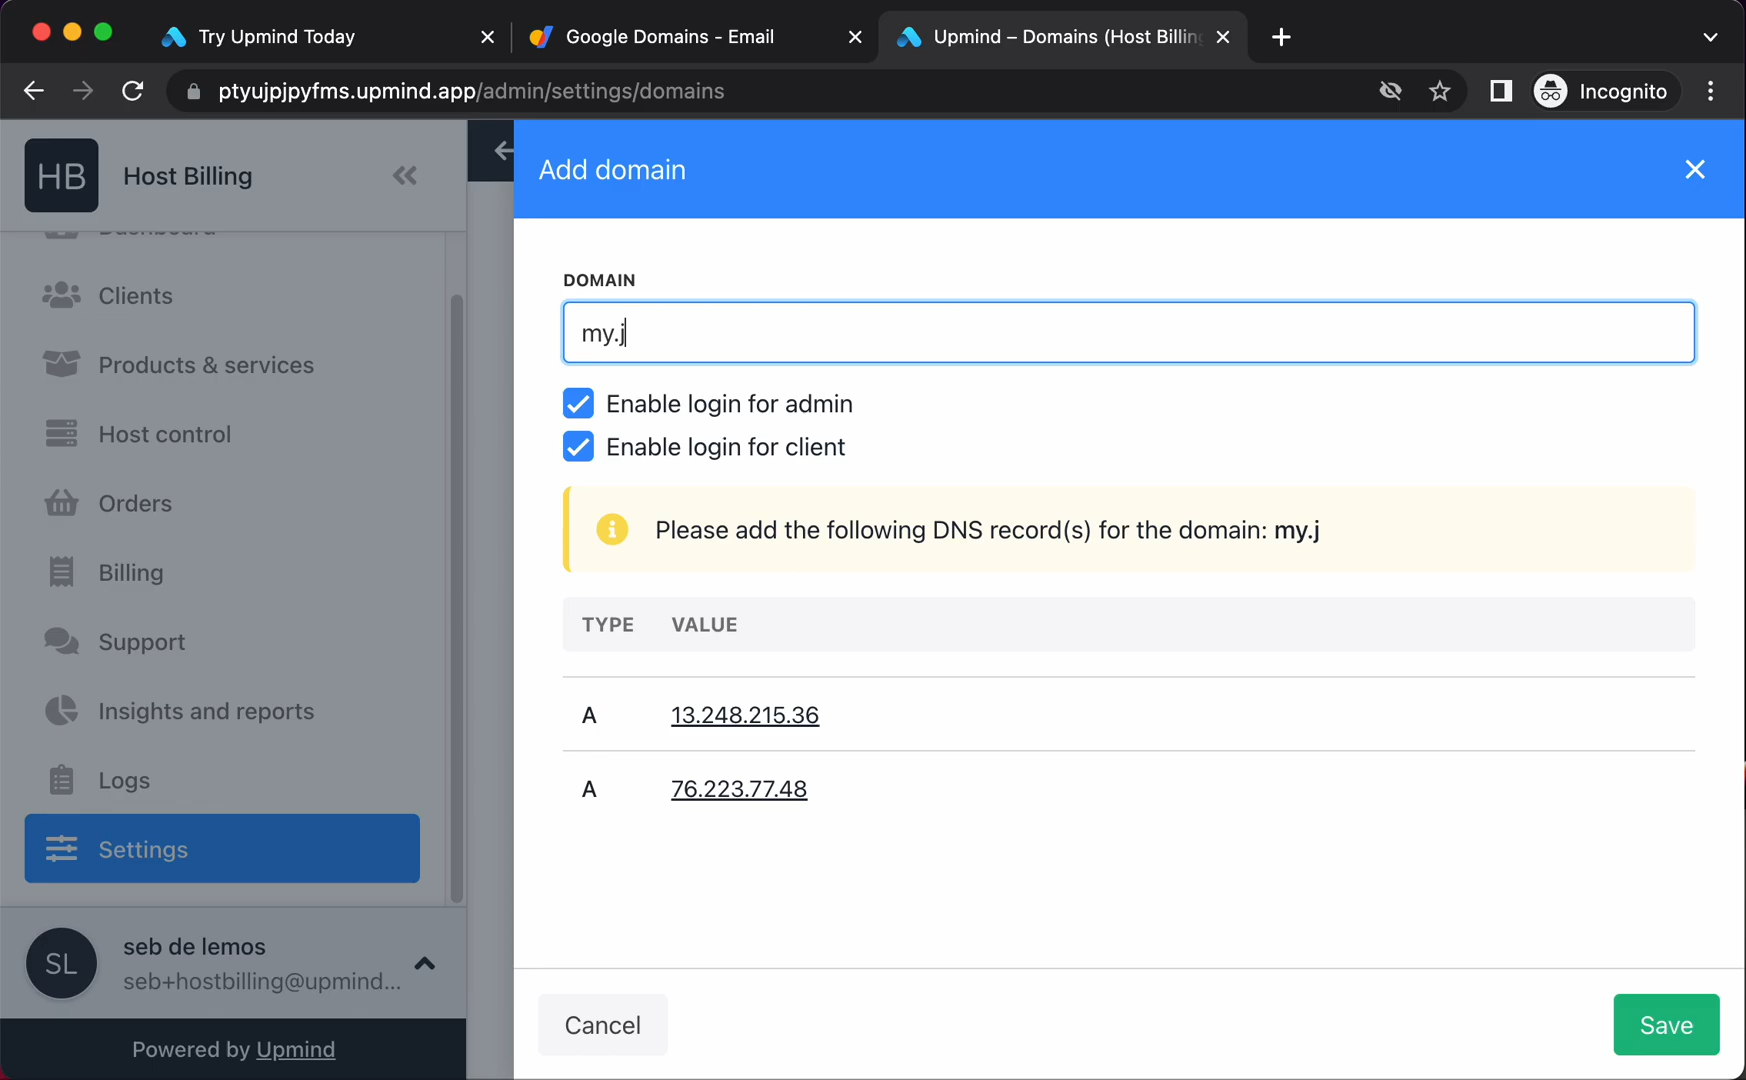 Try Upmind Today
Google Domains - Email
Upmind – Domains (Host Billing
ptyujpjpyfms.upmind.app/admin/settings/domains
Incognito
HB
Host Billing
Dashboard
Clients
Products & services
Host control
Orders
Billing
Support
Insights and reports
Logs
Settings
SL
seb de lemos
seb+hostbilling@upmind...
Powered by Upmind
Add domain
DOMAIN
my.j
Enable login for admin
Enable login for client
Please add the following DNS record(s) for the domain: my.j
TYPE VALUE
A 13.248.215.36
A 76.223.77.48
Cancel
Save